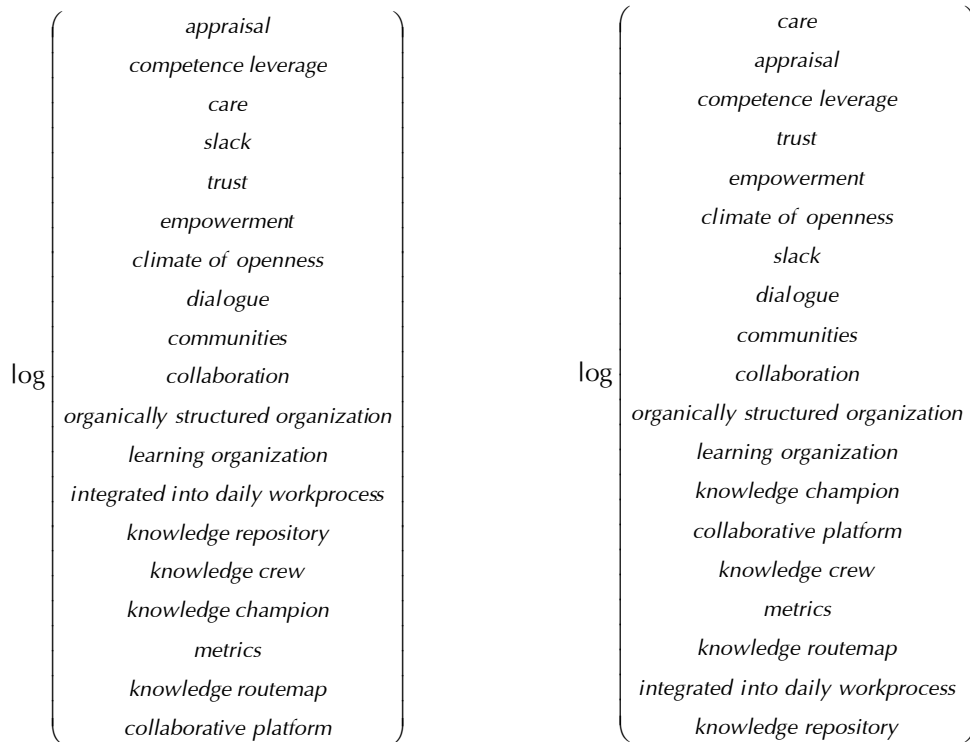 log
appraisal
competence leverage
care
slack
trust
empowerment
climate of openness
dialogue
communities
collaboration
organically structured organization
learning organization
integrated into daily workprocess
knowledge repository
knowledge crew
knowledge champion
metrics
knowledge routemap
collaborative platform
log
care
appraisal
competence leverage
trust
empowerment
climate of openness
slack
dialogue
communities
collaboration
organically structured organization
learning organization
knowledge champion
collaborative platform
knowledge crew
metrics
knowledge routemap
integrated into daily workprocess
knowledge repository